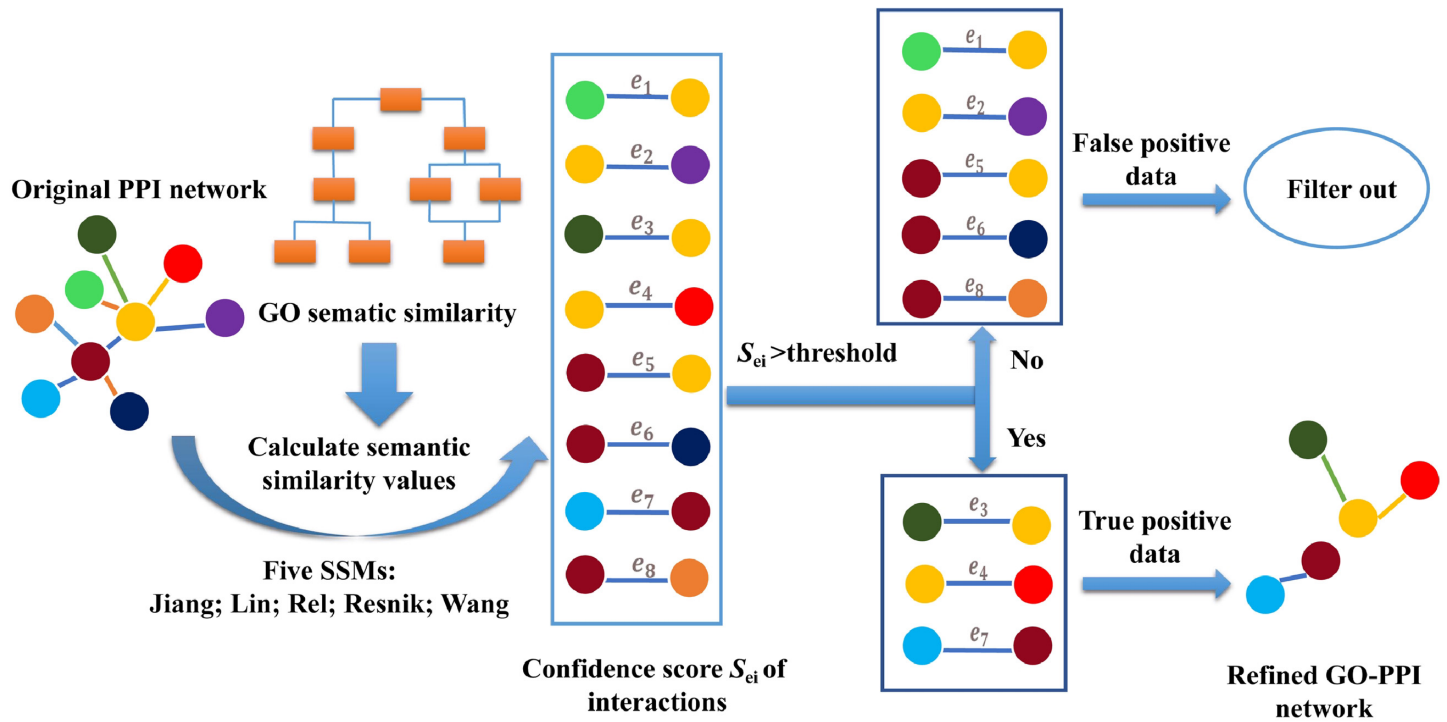 Original PPI network
GO sematic similarity
Calculate semantic
similarity values
Five SSMs:
Jiang; Lin; Rel; Resnik; Wang
e1
e2
e3
e4
e5
e6
e7
e8
Confidence score Sei of
interactions
Sei >threshold
No
Yes
e1
e2
e5
e6
e8
False positive
data
Filter out
e3
e4
e7
True positive
data
Refined GO-PPI
network